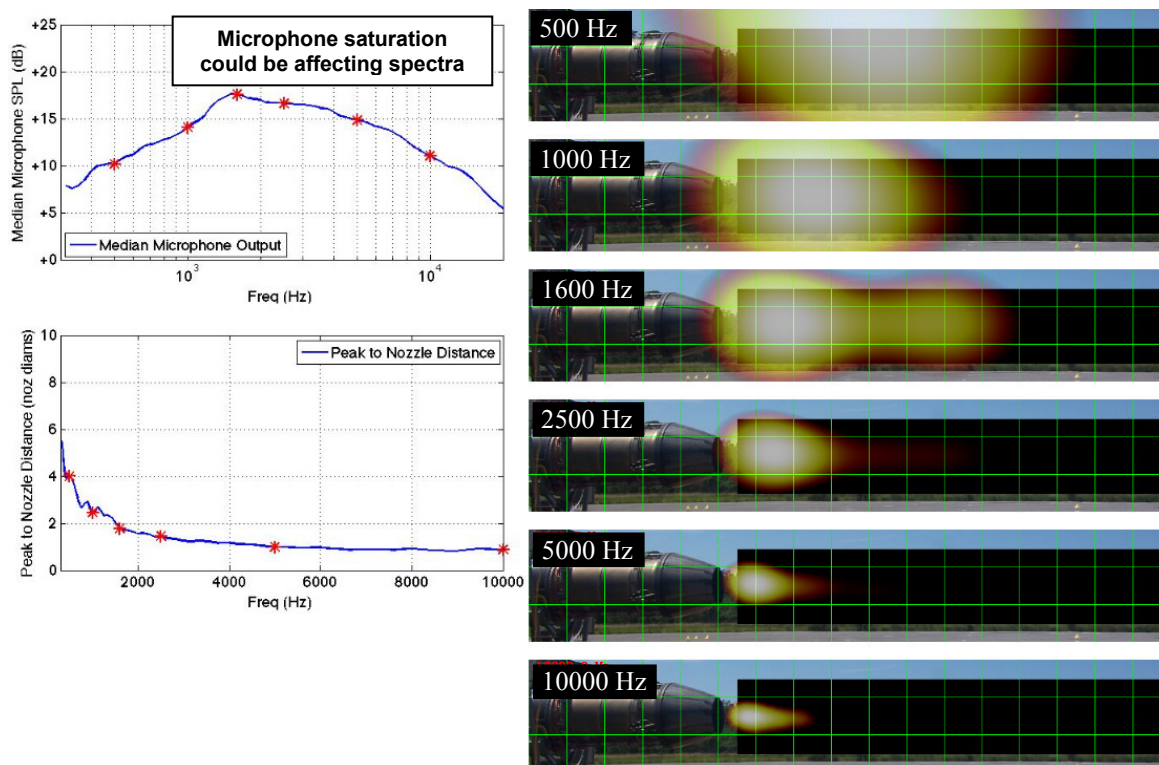 Microphone saturation
could be affecting spectra
Median Microphone SPL (dB)
+25
+20
+15
+10
+5
+0
Median Microphone Output
10³
10⁴
Freq (Hz)
Peak to Nozzle Distance (noz diams)
10
8
6
4
2
0
Peak to Nozzle Distance
2000
4000
6000
8000
10000
Freq (Hz)
500 Hz
1000 Hz
1600 Hz
2500 Hz
5000 Hz
10000 Hz